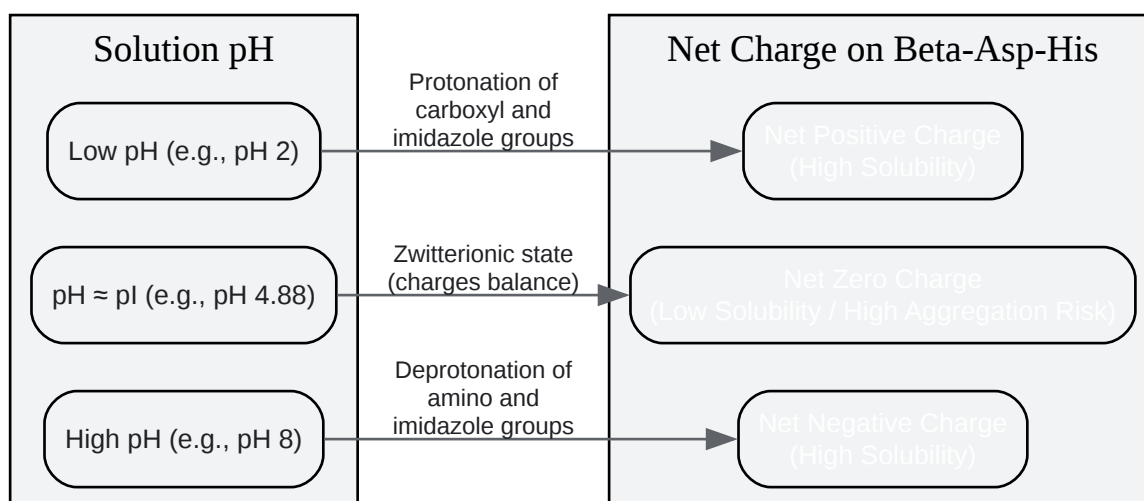 Solution pH
Net Charge on Beta-Asp-His
Low pH (e.g., pH 2)
Protonation of
carboxyl and
imidazole groups
Net Positive Charge
(High Solubility)
pH ≈ pI (e.g., pH 4.88)
Zwitterionic state
(charges balance)
Net Zero Charge
(Low Solubility / High Aggregation Risk)
High pH (e.g., pH 8)
Deprotonation of
amino and
imidazole groups
Net Negative Charge
(High Solubility)